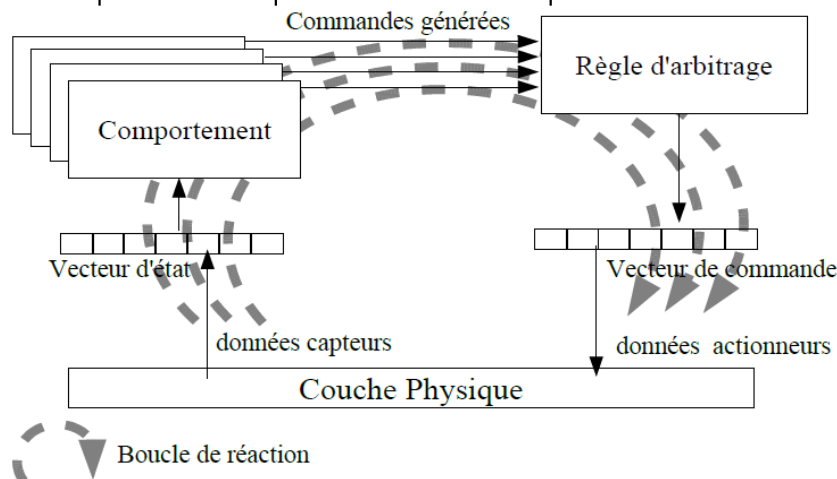 Commandes générées
Règle d'arbitrage
Comportement
Vecteur d'état
Vecteur de commande
données capteurs
données actionneurs
Couche Physique
Boucle de réaction